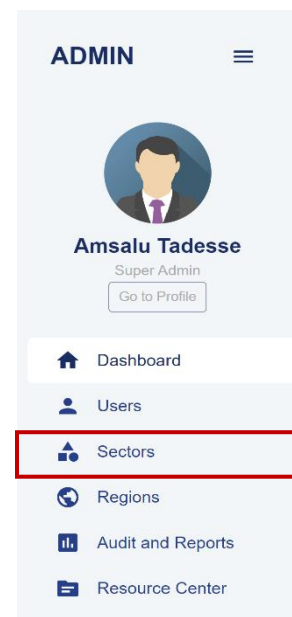 ADMIN
Amsalu Tadesse
Super Admin
Go to Profile
Dashboard
Users
Sectors
Regions
Audit and Reports
Resource Center